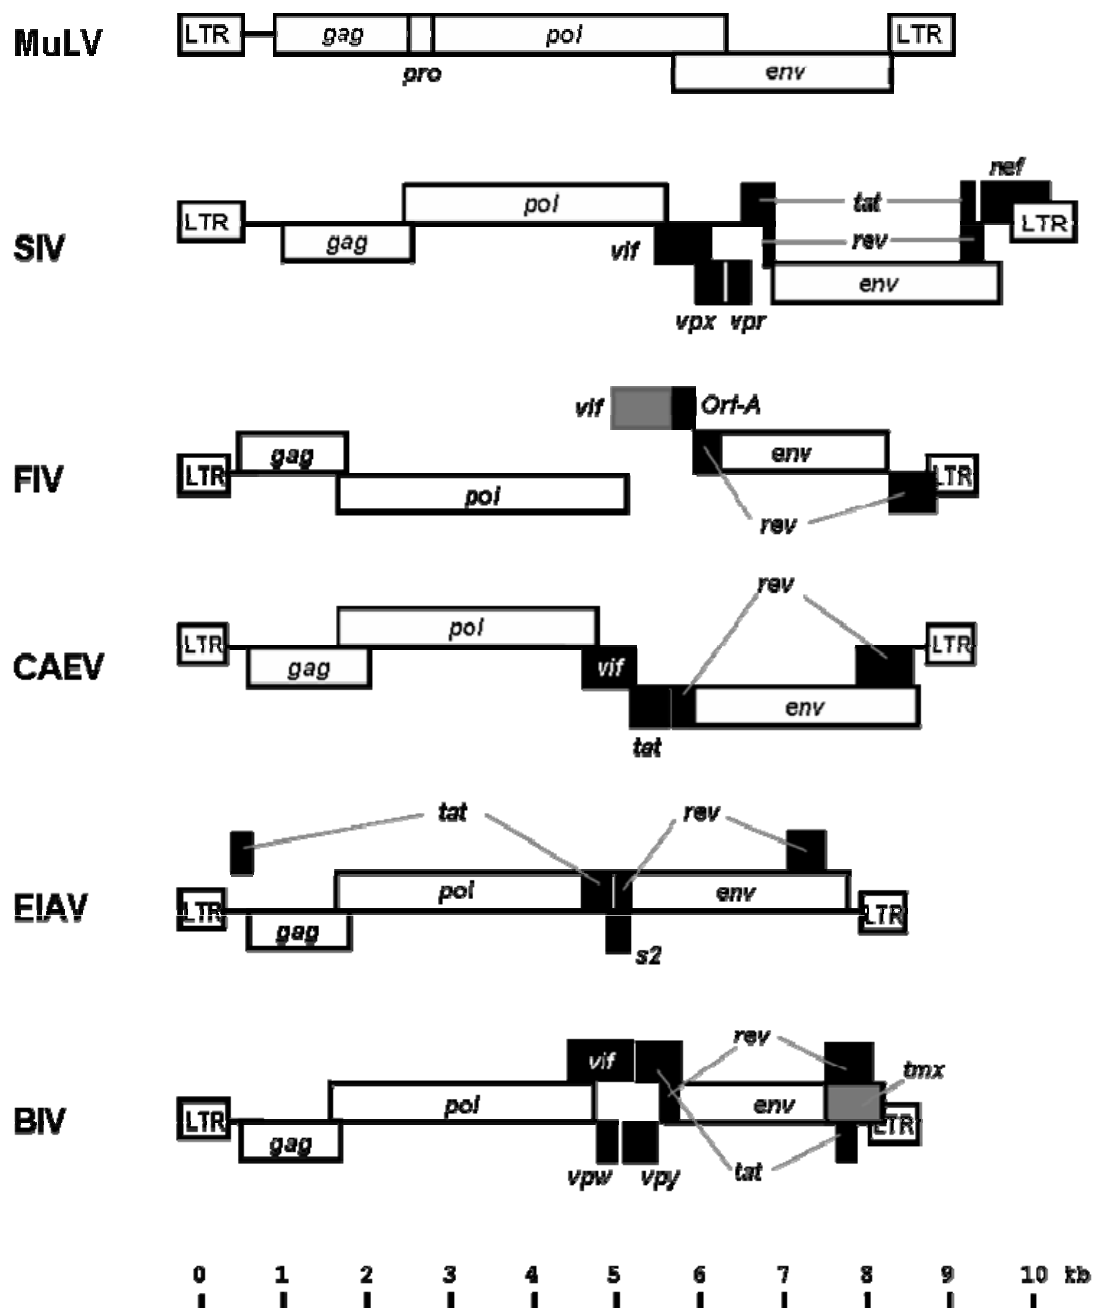 MuLV LTR gag pol LTR
pro env
nef
SIV LTR pol tat LTR
gag vif rev
env
vpx vpr
vif Orf-A
FIV LTR gag env LTR
pol
rev
rev
CAEV LTR pol LTR
gag vif
env
tat
tat rev
EIAV LTR pol env LTR
gag s2
rev
vif tmx
BIV LTR pol env LTR
gag
vpw vpy tat
0 1 2 3 4 5 6 7 8 9 10 kb